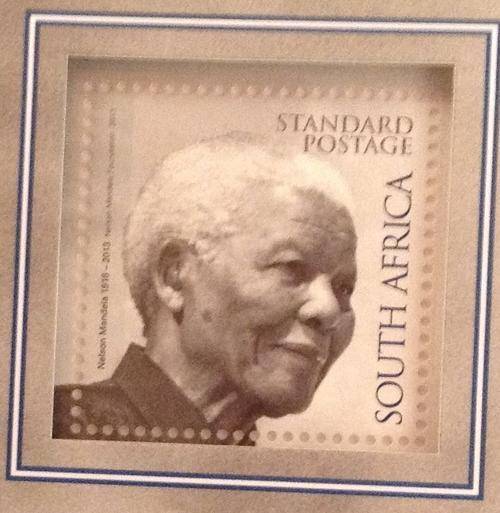 STANDARD
POSTAGE
SOUTH AFRICA
Nelson Mandela 1918 – 2013